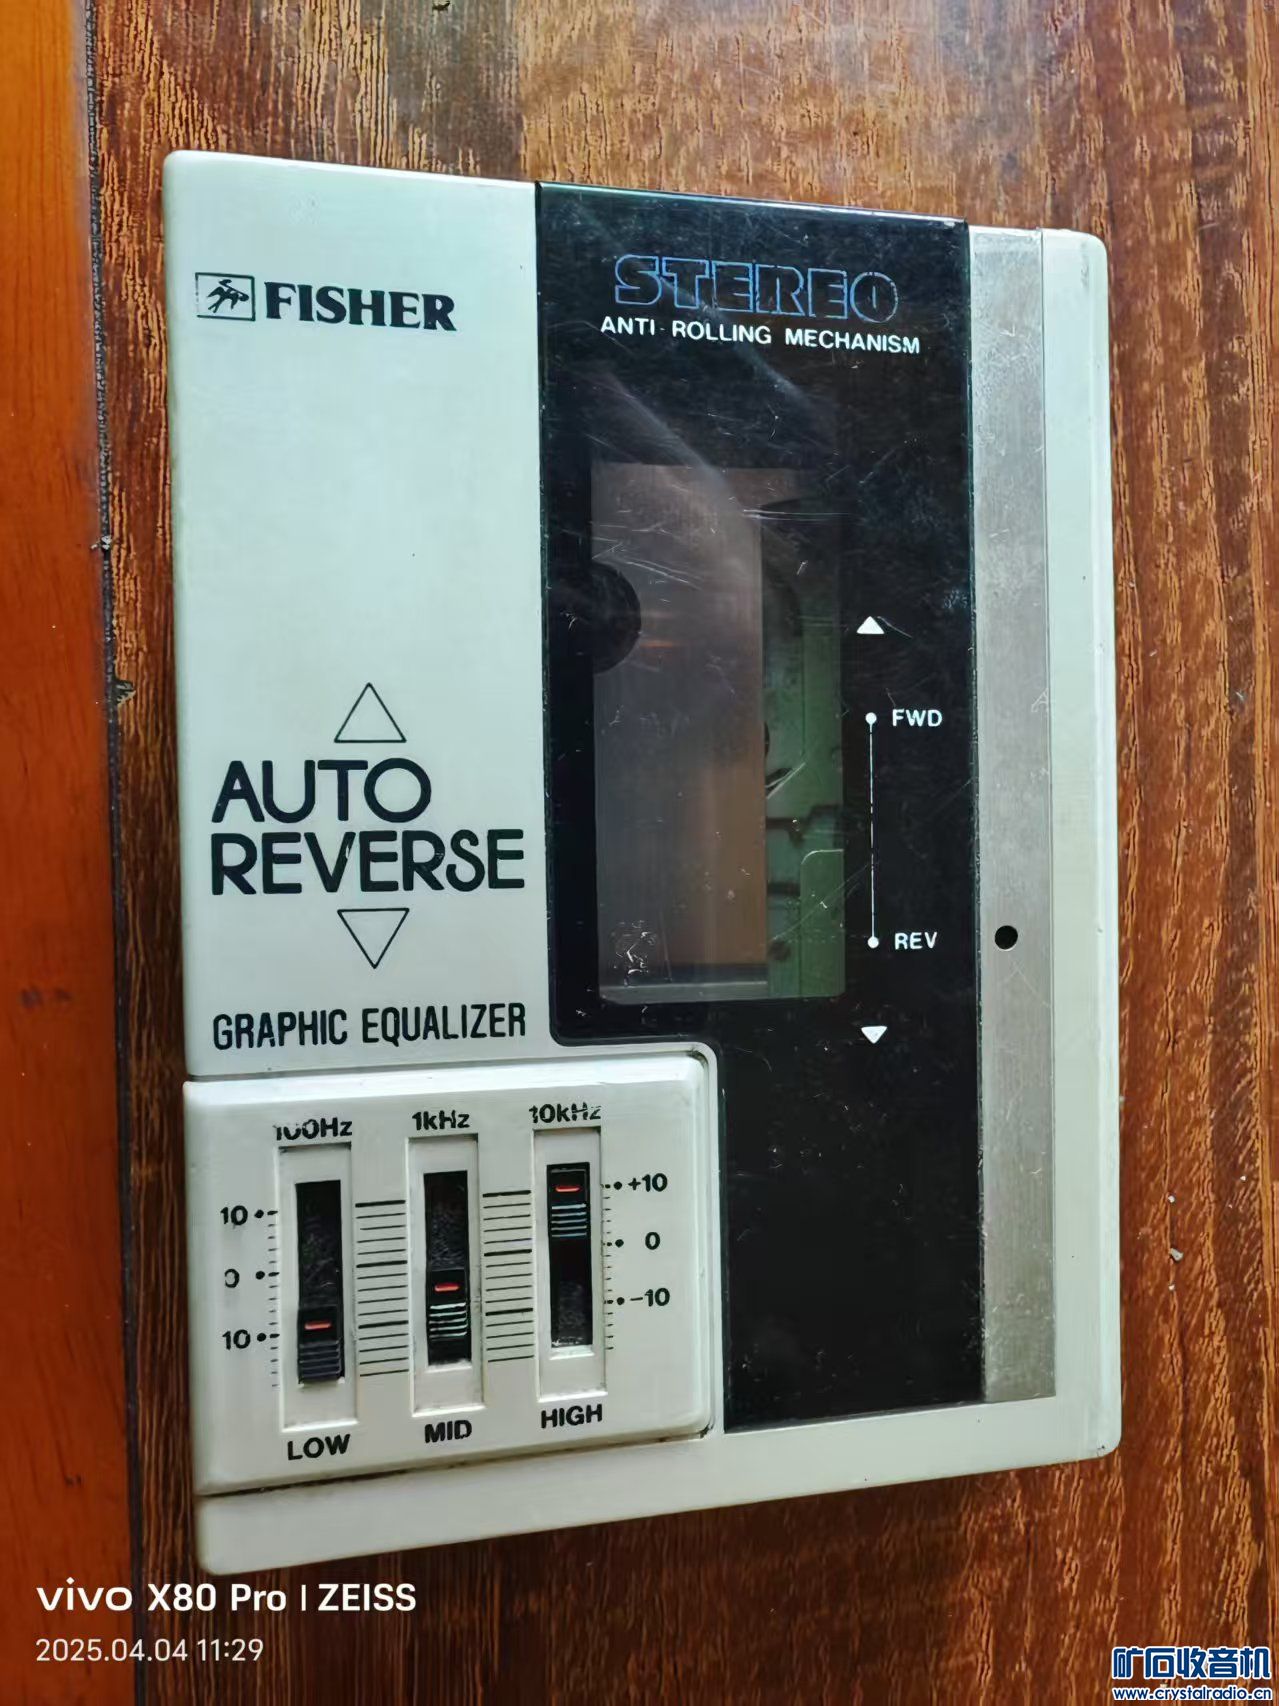 FISHER
STEREO
ANTI-ROLLING MECHANISM
FWD
REV
AUTO
REVERSE
GRAPHIC EQUALIZER
100Hz 1kHz 10kHz
10 +10
0 0
10 -10
LOW MID HIGH
vivo X80 Pro | ZEISS
2025.04.04 11:29
矿石收音机
www.crystalradio.cn